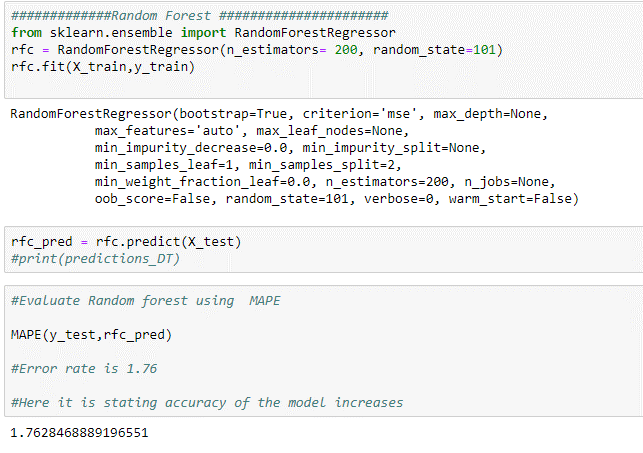 #############Random Forest ######################
from sklearn.ensemble import RandomForestRegressor
rfc = RandomForestRegressor(n_estimators= 200, random_state=101)
rfc.fit(X_train,y_train)
RandomForestRegressor(bootstrap=True, criterion='mse', max_depth=None,
max_features='auto', max_leaf_nodes=None,
min_impurity_decrease=0.0, min_impurity_split=None,
min_samples_leaf=1, min_samples_split=2,
min_weight_fraction_leaf=0.0, n_estimators=200, n_jobs=None,
oob_score=False, random_state=101, verbose=0, warm_start=False)
rfc_pred = rfc.predict(X_test)
#print(predictions_DT)
#Evaluate Random forest using  MAPE
MAPE(y_test,rfc_pred)
#Error rate is 1.76
#Here it is stating accuracy of the model increases
1.7628468889196551